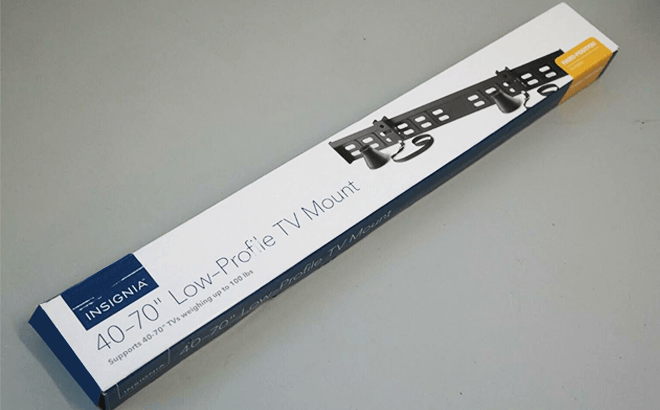 INSIGNIA
40-70" Low-Profile TV Mount
Supports 40-70" TVs weighing up to 100 lbs
INSIGNIA
40-70" Low-Profile TV Mount